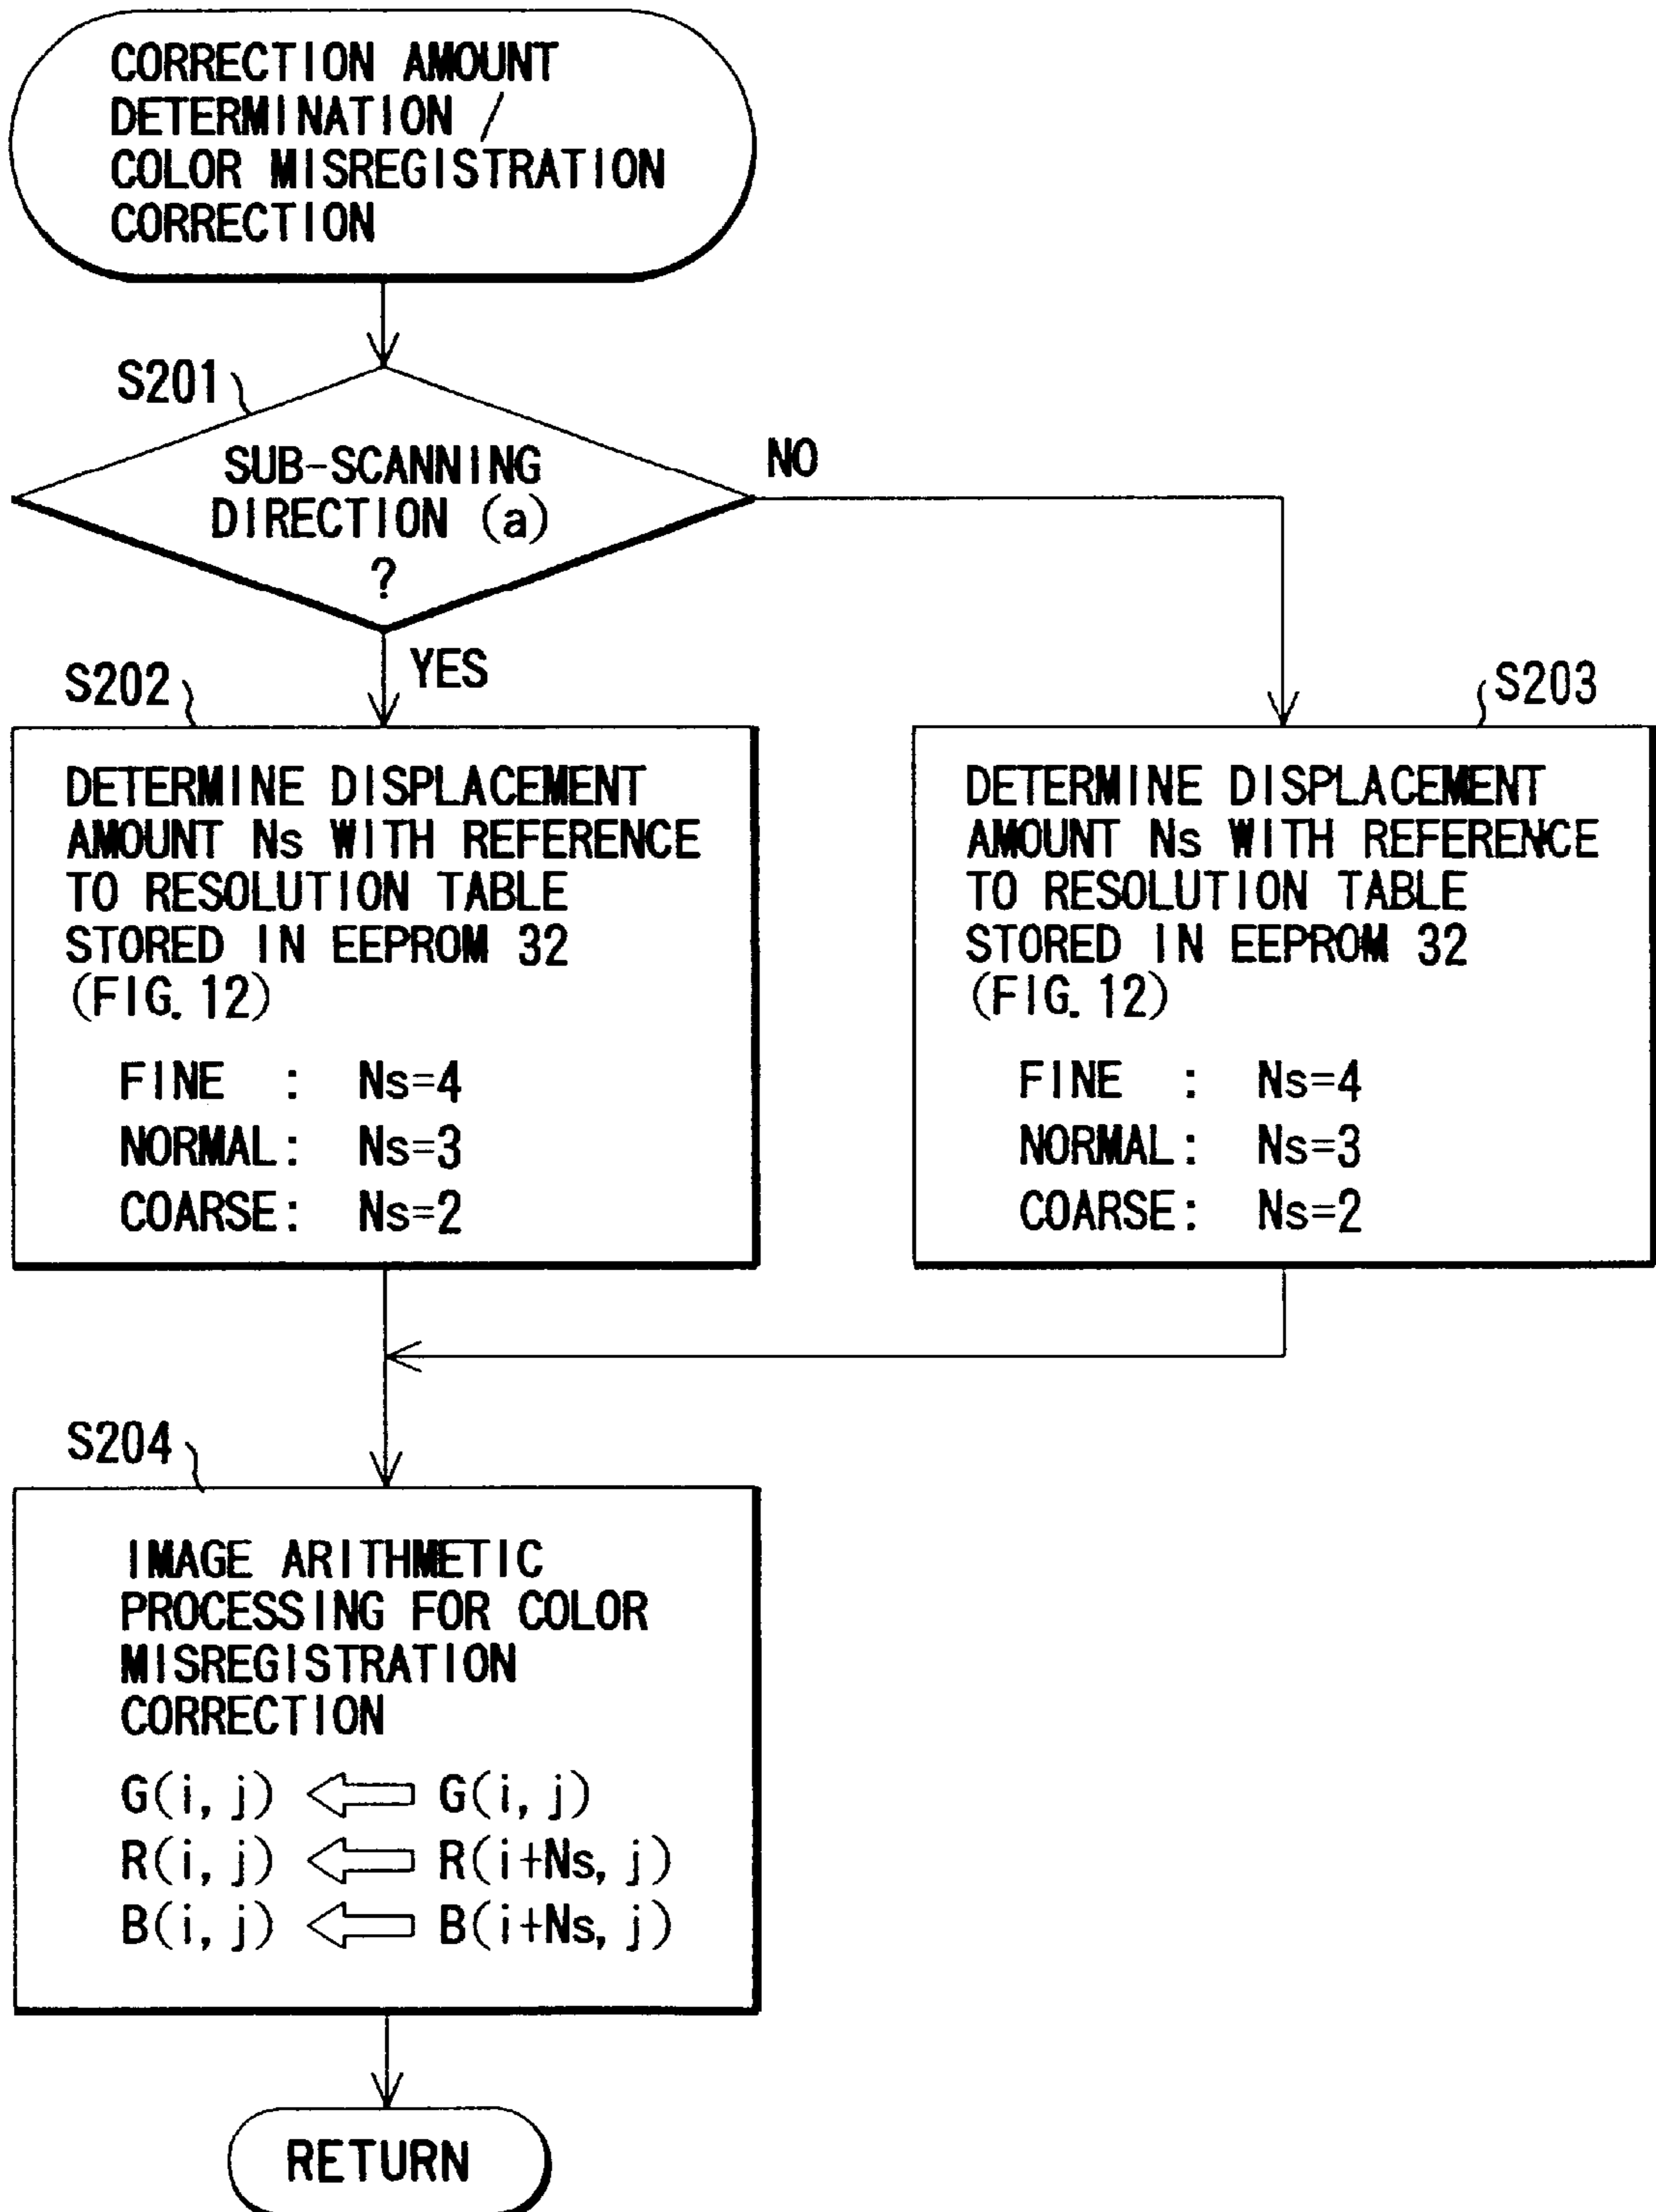 CORRECTION AMOUNT
DETERMINATION /
COLOR MISREGISTRATION
CORRECTION
S201
SUB-SCANNING
DIRECTION (a)
?
NO
YES
S202
DETERMINE DISPLACEMENT
AMOUNT Ns WITH REFERENCE
TO RESOLUTION TABLE
STORED IN EEPROM 32
(FIG. 12)
FINE : Ns=4
NORMAL: Ns=3
COARSE: Ns=2
S203
DETERMINE DISPLACEMENT
AMOUNT Ns WITH REFERENCE
TO RESOLUTION TABLE
STORED IN EEPROM 32
(FIG. 12)
FINE : Ns=4
NORMAL: Ns=3
COARSE: Ns=2
S204
IMAGE ARITHMETIC
PROCESSING FOR COLOR
MISREGISTRATION
CORRECTION
G(i, j) ⇐ G(i, j)
R(i, j) ⇐ R(i+Ns, j)
B(i, j) ⇐ B(i+Ns, j)
RETURN